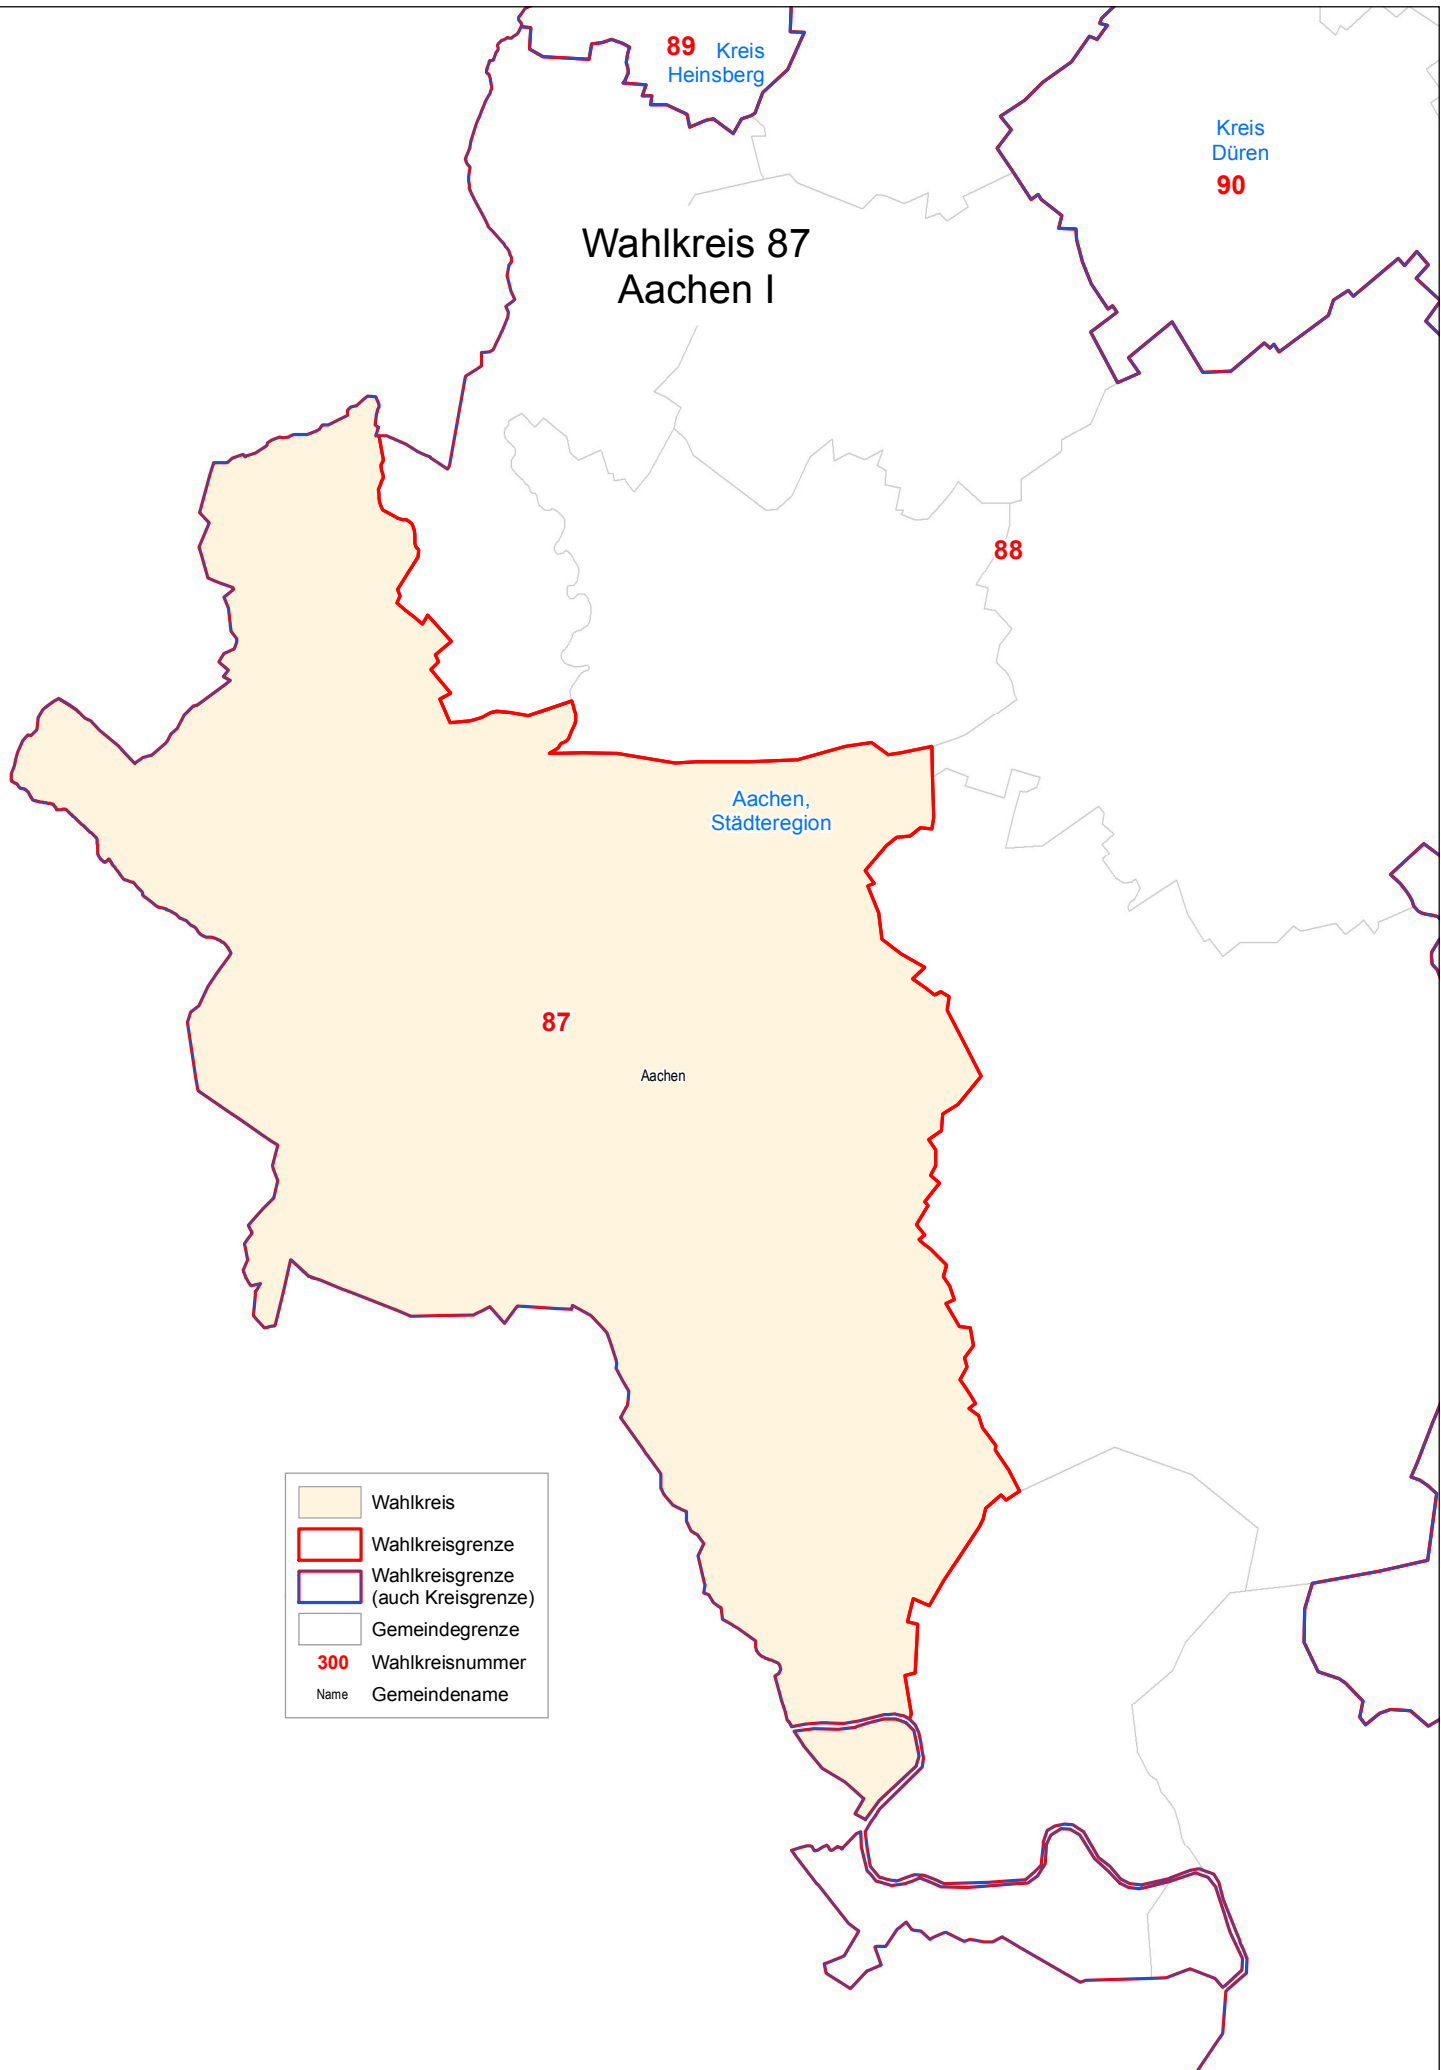 89 Kreis
Heinsberg
Kreis
Düren
90
Wahlkreis 87
Aachen I
88
Aachen,
Städteregion
87
Aachen
Wahlkreis
Wahlkreisgrenze
Wahlkreisgrenze
(auch Kreisgrenze)
Gemeindegrenze
300 Wahlkreisnummer
Name Gemeindename